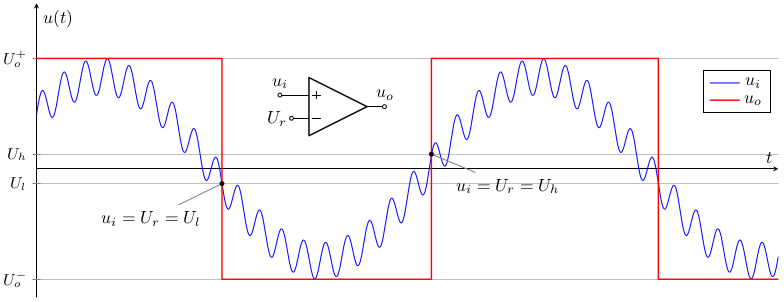 u(t)
U_o^+
u_i
+
u_o
u_i
u_o
U_r
−
U_h
t
U_l
u_i = U_r = U_h
u_i = U_r = U_l
U_o^−